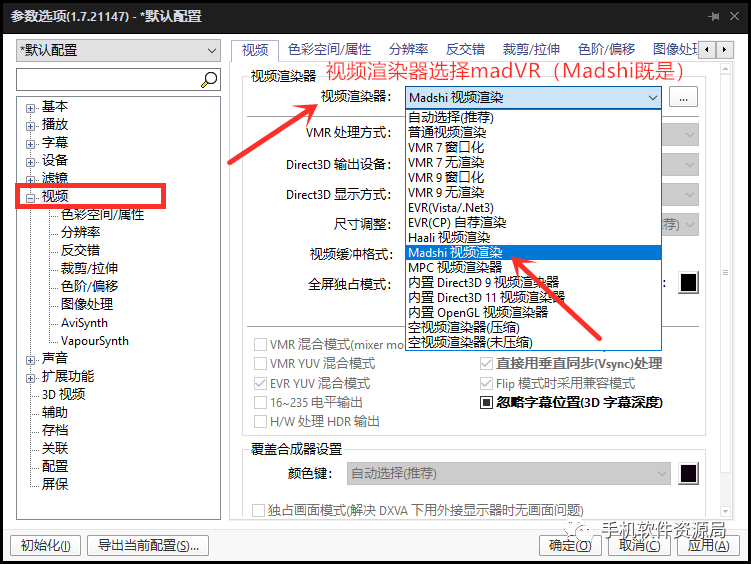 参数选项(1.7.21147) - *默认配置
*默认配置
基本
播放
字幕
设备
滤镜
视频
色彩空间/属性
分辨率
反交错
裁剪/拉伸
色阶/偏移
图像处理
AviSynth
VapourSynth
声音
扩展功能
3D 视频
辅助
存档
关联
配置
屏保
视频 色彩空间/属性 分辨率 反交错 裁剪/拉伸 色阶/偏移 图像处理
视频渲染器选择madVR（Madshi既是）
视频渲染器
视频渲染器: Madshi 视频渲染 ...
自动选择(推荐)
普通视频渲染
VMR 7 窗口化
VMR 7 无渲染
VMR 9 窗口化
VMR 9 无渲染
EVR(Vista/.Net3)
EVR(CP) 自荐渲染
Haali 视频渲染
Madshi 视频渲染
MPC 视频渲染器
内置 Direct3D 9 视频渲染器
内置 Direct3D 11 视频渲染器
内置 OpenGL 视频渲染器
空视频渲染器(压缩)
空视频渲染器(未压缩)
VMR 处理方式:
Direct3D 输出设备:
Direct3D 显示方式:
尺寸调整: 荐)
视频缓冲格式:
全屏独占模式: :
VMR 混合模式(mixer mo
VMR YUV 混合模式 直接用垂直同步(Vsync)处理
EVR YUV 混合模式 Flip 模式时采用兼容模式
16~235 电平输出 忽略字幕位置(3D 字幕深度)
H/W 处理 HDR 输出
覆盖合成器设置
颜色键: 自动选择(推荐)
独占画面模式(解决 DXVA 下用外接显示器时无画面问题)
手机软件资源局
初始化(I) 导出当前配置(S)... 确定(O) 取消(C) 应用(A)